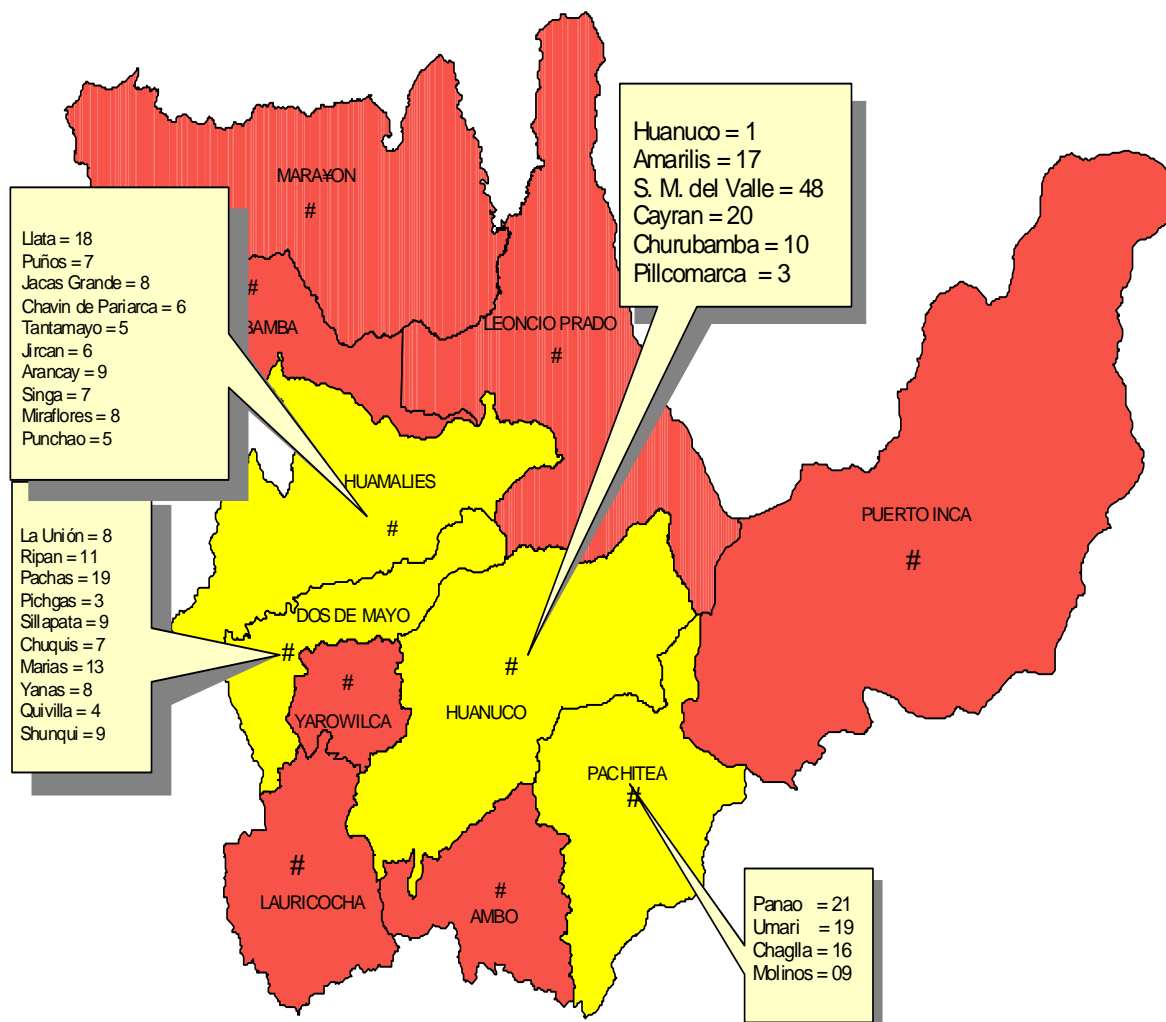 MARA¥ON
#
Llata = 18
Puños = 7
Jacas Grande = 8
Chavin de Pariarca = 6
Tantamayo = 5
Jircan = 6
Arancay = 9
Singa = 7
Miraflores = 8
Punchao = 5
Huanuco = 1
Amarilis = 17
S. M. del Valle = 48
Cayran = 20
Churubamba = 10
Pillcomarca = 3
#
BAMBA
LEONCIO PRADO
#
HUAMALIES
#
PUERTO INCA
#
La Unión = 8
Ripan = 11
Pachas = 19
Pichgas = 3
Sillapata = 9
Chuquis = 7
Marias = 13
Yanas = 8
Quivilla = 4
Shunqui = 9
DOS DE MAYO
#
#
YAROWILCA
#
HUANUCO
PACHITEA
#
#
LAURICOCHA
#
AMBO
Panao = 21
Umari = 19
Chaglla = 16
Molinos = 09